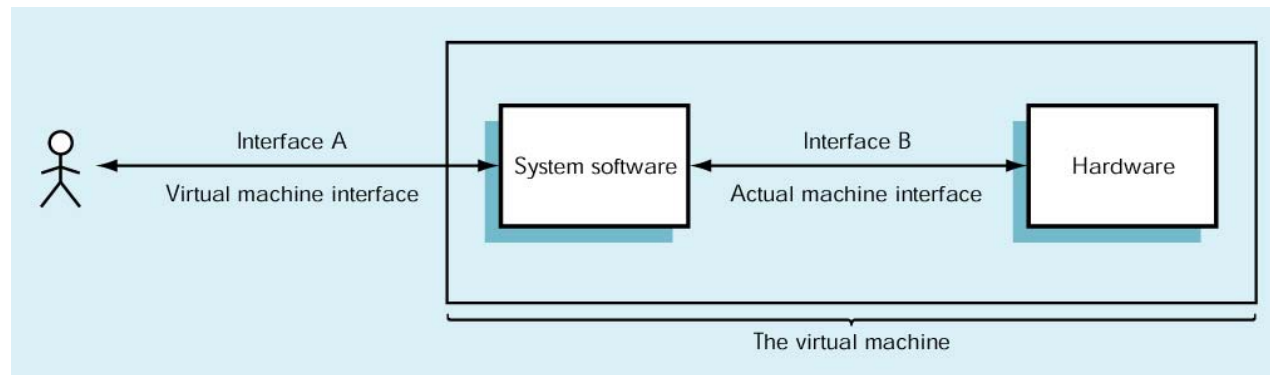 Interface A
Virtual machine interface
System software
Interface B
Actual machine interface
Hardware
The virtual machine